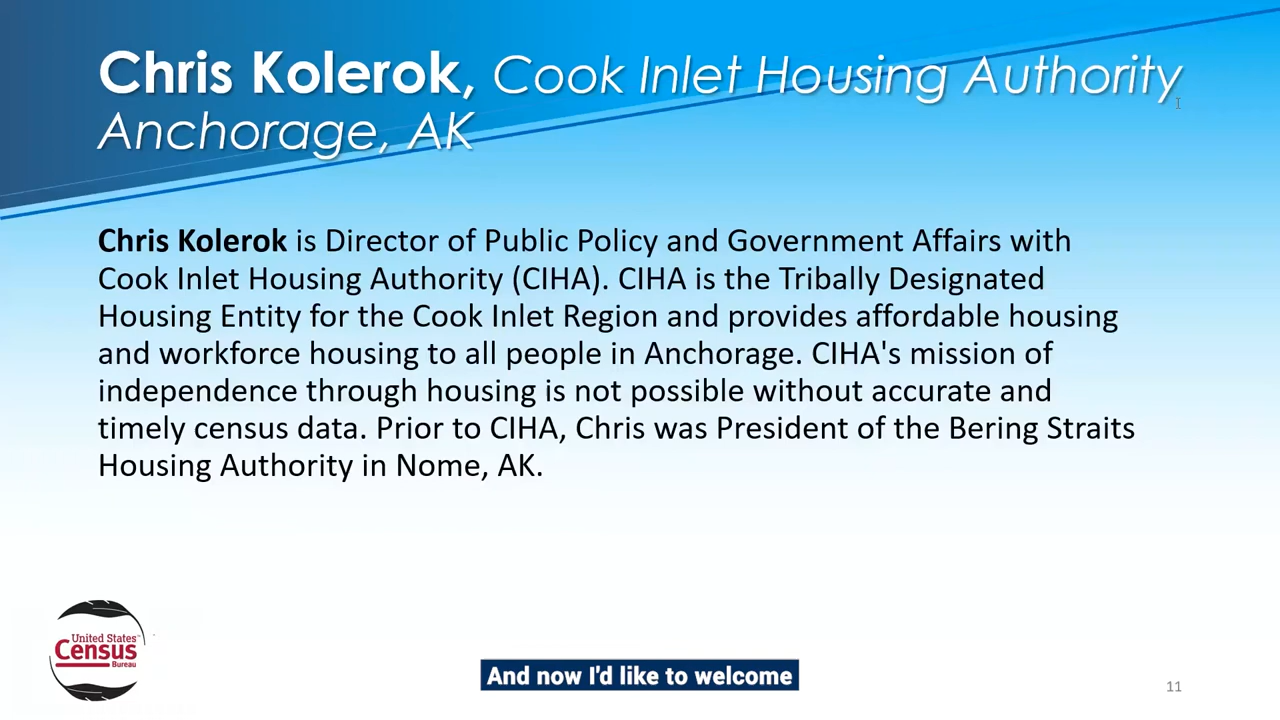 Chris Kolerok, Cook Inlet Housing Authority
Anchorage, AK
Chris Kolerok is Director of Public Policy and Government Affairs with
Cook Inlet Housing Authority (CIHA). CIHA is the Tribally Designated
Housing Entity for the Cook Inlet Region and provides affordable housing
and workforce housing to all people in Anchorage. CIHA's mission of
independence through housing is not possible without accurate and
timely census data. Prior to CIHA, Chris was President of the Bering Straits
Housing Authority in Nome, AK.
United States™
Census
Bureau
And now I'd like to welcome
11